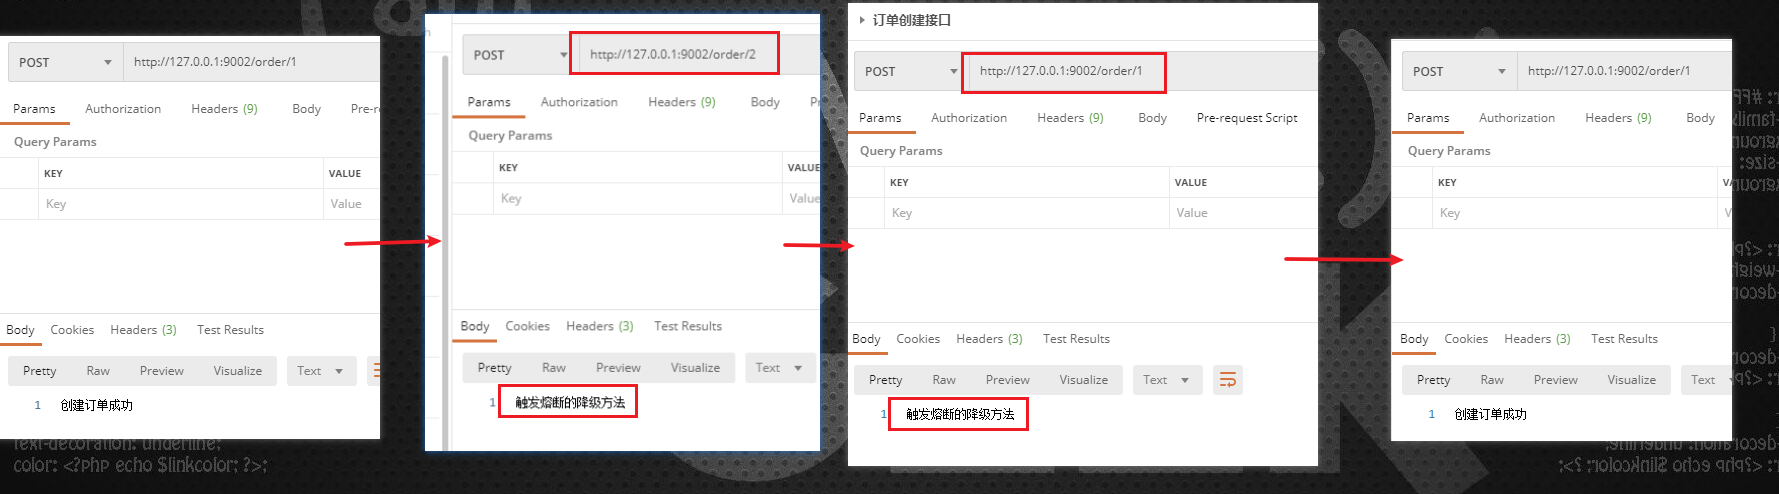 POST
http://127.0.0.1:9002/order/1
Params Authorization Headers (9) Body Pre-r
Query Params
KEY VALUE
Key Value
Body Cookies Headers (3) Test Results
Pretty Raw Preview Visualize Text
1 创建订单成功
POST
http://127.0.0.1:9002/order/2
Params Authorization Headers (9) Body
Query Params
KEY VALUE
Key Value
Body Cookies Headers (3) Test Results
Pretty Raw Preview Visualize Text
1 触发熔断的降级方法
订单创建接口
POST
http://127.0.0.1:9002/order/1
Params Authorization Headers (9) Body Pre-request Script
Query Params
KEY VALUE
Key Value
Body Cookies Headers (3) Test Results
Pretty Raw Preview Visualize Text
1 触发熔断的降级方法
POST
http://127.0.0.1:9002/order/1
Params Authorization Headers (9) Body
Query Params
KEY
Key
Body Cookies Headers (3) Test Results
Pretty Raw Preview Visualize Text
1 创建订单成功
text-decoration: underline;
color: <?php echo $linkcolor; ?>;